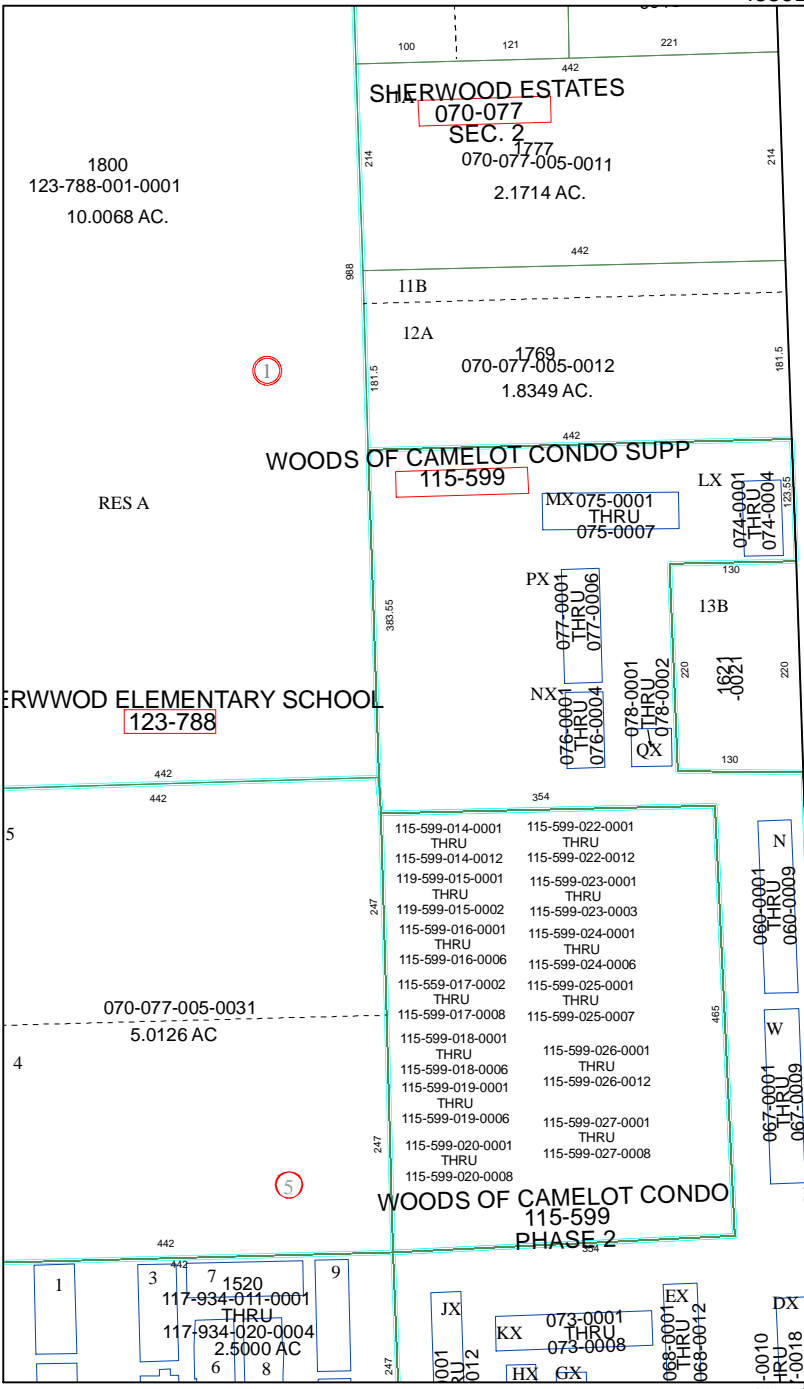 100
121
221
442
SHERWOOD ESTATES
11A
070-077
SEC. 2
1777
070-077-005-0011
2.1714 AC.
214
214
1800
123-788-001-0001
10.0068 AC.
442
988
11B
12A
1769
070-077-005-0012
1.8349 AC.
181.5
181.5
1
442
WOODS OF CAMELOT CONDO SUPP
115-599
RES A
MX
075-0001
THRU
075-0007
LX
074-0001
THRU
074-0004
123.55
130
PX
077-0001
THRU
077-0006
13B
383.55
220
1621
-0021
220
NX
076-0001
THRU
076-0004
078-0001
THRU
078-0002
QX
130
ERWWOD ELEMENTARY SCHOOL
123-788
442
442
354
5
115-599-014-0001
THRU
115-599-014-0012
119-599-015-0001
THRU
119-599-015-0002
115-599-016-0001
THRU
115-599-016-0006
115-559-017-0002
THRU
115-599-017-0008
115-599-018-0001
THRU
115-599-018-0006
115-599-019-0001
THRU
115-599-019-0006
115-599-020-0001
THRU
115-599-020-0008
115-599-022-0001
THRU
115-599-022-0012
115-599-023-0001
THRU
115-599-023-0003
115-599-024-0001
THRU
115-599-024-0006
115-599-025-0001
THRU
115-599-025-0007
115-599-026-0001
THRU
115-599-026-0012
115-599-027-0001
THRU
115-599-027-0008
N
060-0001
THRU
060-0009
247
465
070-077-005-0031
5.0126 AC
W
067-0001
THRU
067-0009
4
247
5
WOODS OF CAMELOT CONDO
115-599
PHASE 2
354
442
442
1
3
7
9
1520
117-934-011-0001
THRU
117-934-020-0004
2.5000 AC
6
8
247
JX
KX
073-0001
THRU
073-0008
HX
GX
EX
068-0001
THRU
068-0012
DX